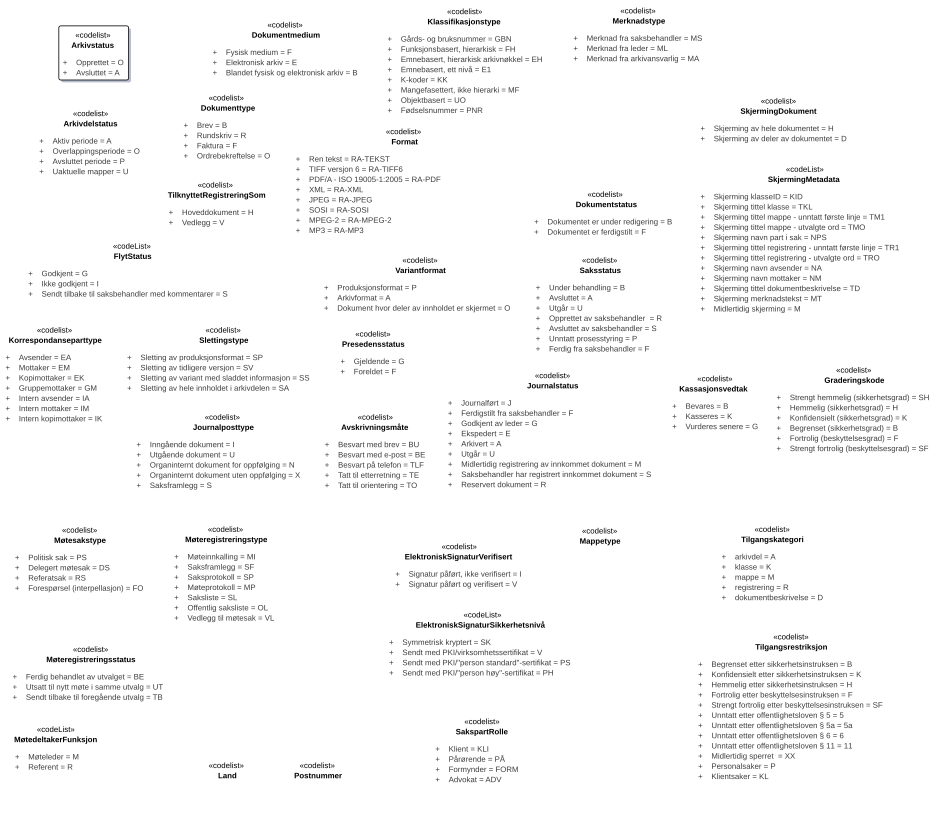 «codelist»
Arkivstatus
+ Opprettet = O
+ Avsluttet = A
«codelist»
Dokumentmedium
+ Fysisk medium = F
+ Elektronisk arkiv = E
+ Blandet fysisk og elektronisk arkiv = B
«codelist»
Klassifikasjonstype
+ Gårds- og bruksnummer = GBN
+ Funksjonsbasert, hierarkisk = FH
+ Emnebasert, hierarkisk arkivnøkkel = EH
+ Emnebasert, ett nivå = E1
+ K-koder = KK
+ Mangefasettert, ikke hierarki = MF
+ Objektbasert = UO
+ Fødselsnummer = PNR
«codelist»
Merknadstype
+ Merknad fra saksbehandler = MS
+ Merknad fra leder = ML
+ Merknad fra arkivansvarlig = MA
«codelist»
Arkivdelstatus
+ Aktiv periode = A
+ Overlappingsperiode = O
+ Avsluttet periode = P
+ Uaktuelle mapper = U
«codelist»
Dokumenttype
+ Brev = B
+ Rundskriv = R
+ Faktura = F
+ Ordrebekreftelse = O
«codelist»
Format
+ Ren tekst = RA-TEKST
+ TIFF versjon 6 = RA-TIFF6
+ PDF/A - ISO 19005-1:2005 = RA-PDF
+ XML = RA-XML
+ JPEG = RA-JPEG
+ SOSI = RA-SOSI
+ MPEG-2 = RA-MPEG-2
+ MP3 = RA-MP3
«codelist»
SkjermingDokument
+ Skjerming av hele dokumentet = H
+ Skjerming av deler av dokumentet = D
«codelist»
TilknyttetRegistreringSom
+ Hoveddokument = H
+ Vedlegg = V
«codelist»
Dokumentstatus
+ Dokumentet er under redigering = B
+ Dokumentet er ferdigstilt = F
«codeList»
SkjermingMetadata
+ Skjerming klasseID = KID
+ Skjerming tittel klasse = TKL
+ Skjerming tittel mappe - unntatt første linje = TM1
+ Skjerming tittel mappe - utvalgte ord = TMO
+ Skjerming navn part i sak = NPS
+ Skjerming tittel registrering - unntatt første linje = TR1
+ Skjerming tittel registrering - utvalgte ord = TRO
+ Skjerming navn avsender = NA
+ Skjerming navn mottaker = NM
+ Skjerming tittel dokumentbeskrivelse = TD
+ Skjerming merknadstekst = MT
+ Midlertidig skjerming = M
«codeList»
FlytStatus
+ Godkjent = G
+ Ikke godkjent = I
+ Sendt tilbake til saksbehandler med kommentarer = S
«codelist»
Variantformat
+ Produksjonsformat = P
+ Arkivformat = A
+ Dokument hvor deler av innholdet er skjermet = O
«codelist»
Saksstatus
+ Under behandling = B
+ Avsluttet = A
+ Utgår = U
+ Opprettet av saksbehandler = R
+ Avsluttet av saksbehandler = S
+ Unntatt prosesstyring = P
+ Ferdig fra saksbehandler = F
«codelist»
Korrespondanseparttype
+ Avsender = EA
+ Mottaker = EM
+ Kopimottaker = EK
+ Gruppemottaker = GM
+ Intern avsender = IA
+ Intern mottaker = IM
+ Intern kopimottaker = IK
«codelist»
Slettingstype
+ Sletting av produksjonsformat = SP
+ Sletting av tidligere versjon = SV
+ Sletting av variant med sladdet informasjon = SS
+ Sletting av hele innholdet i arkivdelen = SA
«codelist»
Presedensstatus
+ Gjeldende = G
+ Foreldet = F
«codelist»
Journalstatus
+ Journalført = J
+ Ferdigstilt fra saksbehandler = F
+ Godkjent av leder = G
+ Ekspedert = E
+ Arkivert = A
+ Utgår = U
+ Midlertidig registrering av innkommet dokument = M
+ Saksbehandler har registrert innkommet dokument = S
+ Reservert dokument = R
«codelist»
Kassasjonsvedtak
+ Bevares = B
+ Kasseres = K
+ Vurderes senere = G
«codelist»
Graderingskode
+ Strengt hemmelig (sikkerhetsgrad) = SH
+ Hemmelig (sikkerhetsgrad) = H
+ Konfidensielt (sikkerhetsgrad) = K
+ Begrenset (sikkerhetsgrad) = B
+ Fortrolig (beskyttelsesgrad) = F
+ Strengt fortrolig (beskyttelsesgrad) = SF
«codelist»
Journalposttype
+ Inngående dokument = I
+ Utgående dokument = U
+ Organinternt dokument for oppfølging = N
+ Organinternt dokument uten oppfølging = X
+ Saksframlegg = S
«codelist»
Avskrivningsmåte
+ Besvart med brev = BU
+ Besvart med e-post = BE
+ Besvart på telefon = TLF
+ Tatt til etterretning = TE
+ Tatt til orientering = TO
«codelist»
Møtesakstype
+ Politisk sak = PS
+ Delegert møtesak = DS
+ Referatsak = RS
+ Forespørsel (interpellasjon) = FO
«codelist»
Møteregistreringstype
+ Møteinnkalling = MI
+ Saksframlegg = SF
+ Saksprotokoll = SP
+ Møteprotokoll = MP
+ Saksliste = SL
+ Offentlig saksliste = OL
+ Vedlegg til møtesak = VL
«codeList»
ElektroniskSignaturVerifisert
+ Signatur påført, ikke verifisert = I
+ Signatur påført og verifisert = V
«codelist»
Mappetype
«codelist»
Tilgangskategori
+ arkivdel = A
+ klasse = K
+ mappe = M
+ registrering = R
+ dokumentbeskrivelse = D
«codeList»
ElektroniskSignaturSikkerhetsnivå
+ Symmetrisk kryptert = SK
+ Sendt med PKI/virksomhetssertifikat = V
+ Sendt med PKI/"person standard"-sertifikat = PS
+ Sendt med PKI/"person høy"-sertifikat = PH
«codelist»
Møteregistreringsstatus
+ Ferdig behandlet av utvalget = BE
+ Utsatt til nytt møte i samme utvalg = UT
+ Sendt tilbake til foregående utvalg = TB
«codelist»
Tilgangsrestriksjon
+ Begrenset etter sikkerhetsinstruksen = B
+ Konfidensielt etter sikkerhetsinstruksen = K
+ Hemmelig etter sikkerhetsinstruksen = H
+ Fortrolig etter beskyttelsesinstruksen = F
+ Strengt fortrolig etter beskyttelsesinstruksen = SF
+ Unntatt etter offentlighetsloven § 5 = 5
+ Unntatt etter offentlighetsloven § 5a = 5a
+ Unntatt etter offentlighetsloven § 6 = 6
+ Unntatt etter offentlighetsloven § 11 = 11
+ Midlertidig sperret = XX
+ Personalsaker = P
+ Klientsaker = KL
«codeList»
MøtedeltakerFunksjon
+ Møteleder = M
+ Referent = R
«codelist»
SakspartRolle
+ Klient = KLI
+ Pårørende = PÅ
+ Formynder = FORM
+ Advokat = ADV
«codelist»
Land
«codelist»
Postnummer